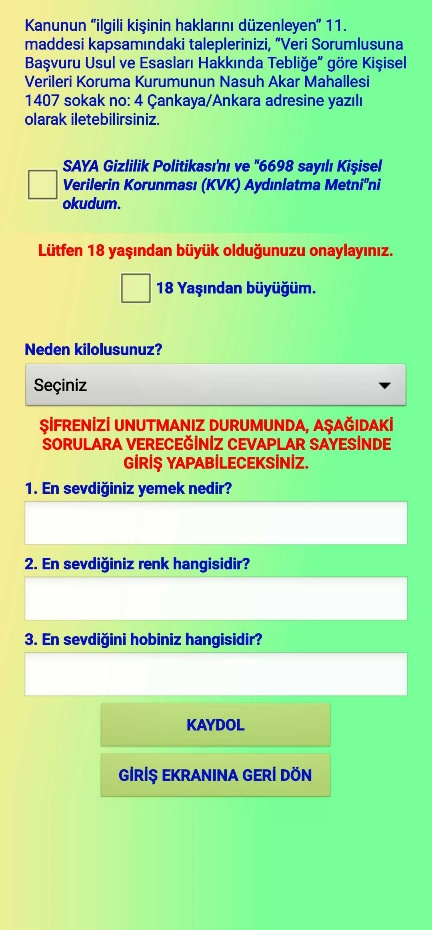 Kanunun “ilgili kişinin haklarını düzenleyen” 11.
maddesi kapsamındaki taleplerinizi, “Veri Sorumlusuna
Başvuru Usul ve Esasları Hakkında Tebliğe” göre Kişisel
Verileri Koruma Kurumunun Nasuh Akar Mahallesi
1407 sokak no: 4 Çankaya/Ankara adresine yazılı
olarak iletebilirsiniz.
SAYA Gizlilik Politikası'nı ve "6698 sayılı Kişisel
Verilerin Korunması (KVK) Aydınlatma Metni"ni
okudum.
Lütfen 18 yaşından büyük olduğunuzu onaylayınız.
18 Yaşından büyüğüm.
Neden kilolusunuz?
Seçiniz
ŞİFRENİZİ UNUTMANIZ DURUMUNDA, AŞAĞIDAKİ
SORULARA VERECEĞİNİZ CEVAPLAR SAYESİNDE
GİRİŞ YAPABİLECEKSİNİZ.
1. En sevdiğiniz yemek nedir?
2. En sevdiğiniz renk hangisidir?
3. En sevdiğini hobiniz hangisidir?
KAYDOL
GİRİŞ EKRANINA GERİ DÖN